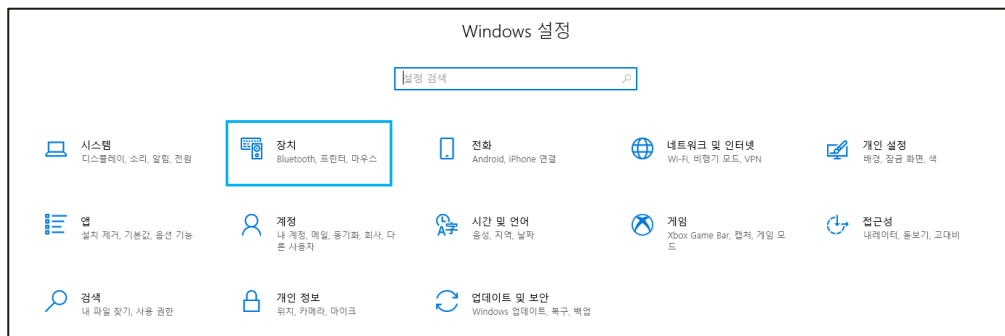 Windows 설정
설정 검색
시스템
디스플레이, 소리, 알림, 전원
장치
Bluetooth, 프린터, 마우스
전화
Android, iPhone 연결
네트워크 및 인터넷
Wi-Fi, 비행기 모드, VPN
개인 설정
배경, 잠금 화면, 색
앱
설치 제거, 기본값, 옵션 기능
계정
내 계정, 메일, 동기화, 회사, 다
른 사용자
시간 및 언어
음성, 지역, 날짜
게임
Xbox Game Bar, 캡처, 게임 모
드
접근성
내레이터, 돋보기, 고대비
검색
내 파일 찾기, 사용 권한
개인 정보
위치, 카메라, 마이크
업데이트 및 보안
Windows 업데이트, 복구, 백업